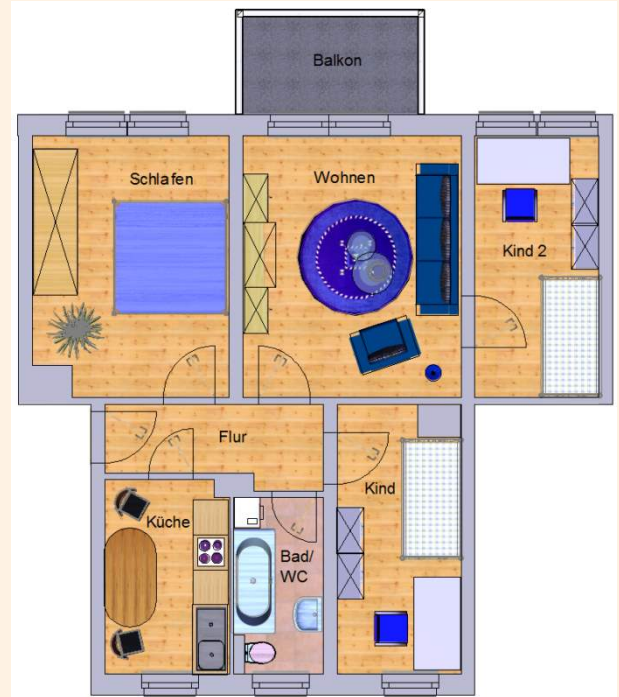 Balkon
Schlafen
Wohnen
Kind 2
Flur
Kind
Küche
Bad/
WC